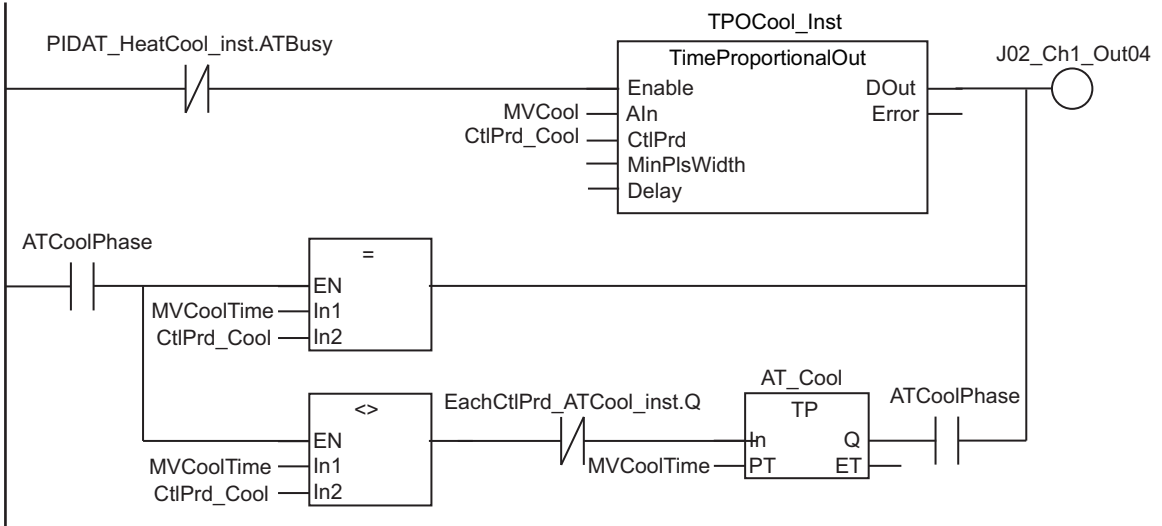 TPOCool_Inst
PIDAT_HeatCool_inst.ATBusy
TimeProportionalOut
J02_Ch1_Out04
Enable DOut
MVCool AIn Error
CtlPrd_Cool CtlPrd
MinPlsWidth
Delay
ATCoolPhase
=
EN
MVCoolTime In1
CtlPrd_Cool In2
AT_Cool
<> EachCtlPrd_ATCool_inst.Q TP ATCoolPhase
EN In Q
MVCoolTime In1 MVCoolTime PT ET
CtlPrd_Cool In2